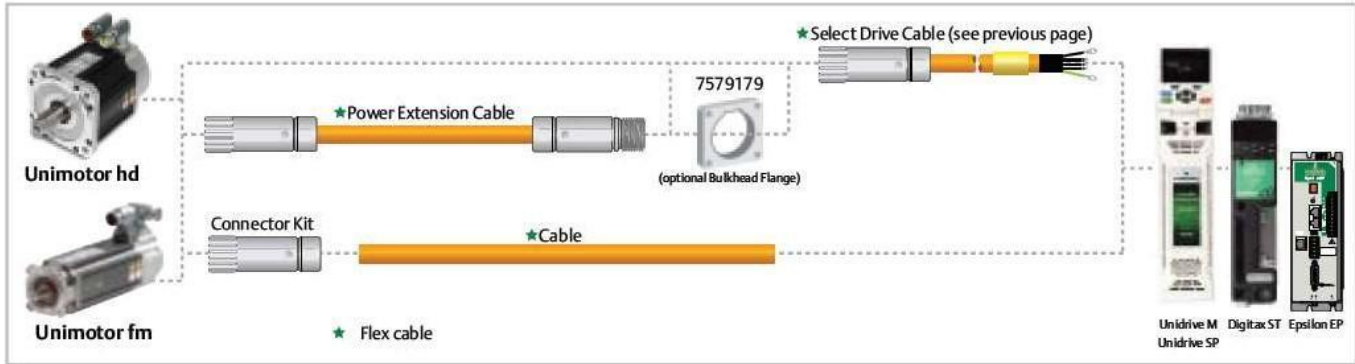 ★Select Drive Cable (see previous page)
7579179
★Power Extension Cable
Unimotor hd
(optional Bulkhead Flange)
Connector Kit
★Cable
Unimotor fm
★ Flex cable
Unidrive M Digitax ST Epsilon EP
Unidrive SP